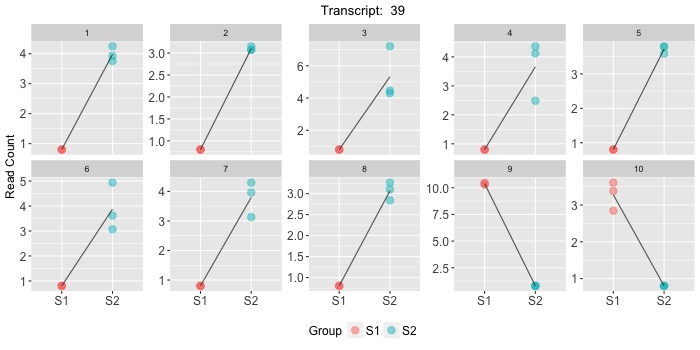 Transcript: 39
1 2 3 4 5
4 3 2 1
3.0 2.5 2.0 1.5 1.0
6 4 2
4 3 2 1
3 2 1
Read Count
6 7 8 9 10
5 4 3 2 1
4 3 2 1
3.0 2.5 2.0 1.5 1.0
10.0 7.5 5.0 2.5
3 2 1
S1 S2 S1 S2 S1 S2 S1 S2 S1 S2
Group S1 S2